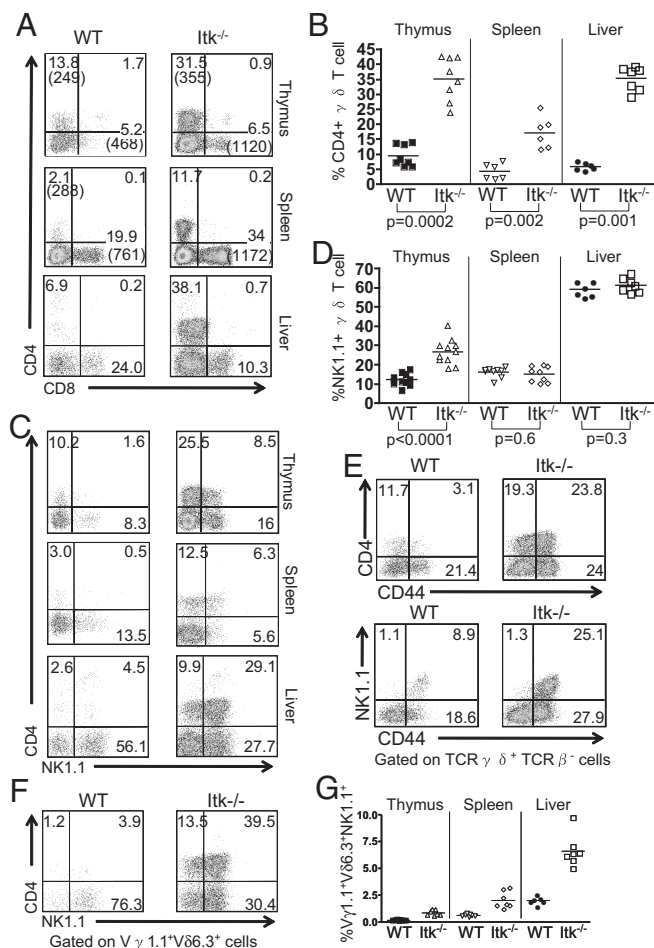 A
WT
Itk-/-
13.8
(249)
1.7
5.2
(468)
31.5
(355)
0.9
6.5
(1120)
Thymus
2.1
(288)
0.1
19.9
(761)
11.7
0.2
34
(1172)
Spleen
6.9
0.2
24.0
38.1
0.7
10.3
Liver
CD4
CD8
B
Thymus
Spleen
Liver
% CD4+ γ δ T cell
45
40
35
30
25
20
15
10
5
0
WT Itk-/- WT Itk-/- WT Itk-/-
p=0.0002 p=0.002 p=0.001
C
10.2
1.6
8.3
25.5
8.5
16
Thymus
3.0
0.5
13.5
12.5
6.3
5.6
Spleen
2.6
4.5
56.1
9.9
29.1
27.7
Liver
CD4
NK1.1
D
Thymus
Spleen
Liver
%NK1.1+ γ δ T cell
70
60
50
40
30
20
10
0
WT Itk-/- WT Itk-/- WT Itk-/-
p<0.0001 p=0.6 p=0.3
E
WT
Itk-/-
11.7
3.1
21.4
19.3
23.8
24
CD4
CD44
WT
Itk-/-
1.1
8.9
18.6
1.3
25.1
27.9
NK1.1
CD44
Gated on TCR γ δ+ TCR β- cells
F
WT
Itk-/-
1.2
3.9
76.3
13.5
39.5
30.4
CD4
NK1.1
Gated on V γ 1.1+Vδ6.3+ cells
G
Thymus
Spleen
Liver
%Vγ1.1+Vδ6.3+NK1.1+
10.0
7.5
5.0
2.5
0.0
WT Itk-/- WT Itk-/- WT Itk-/-